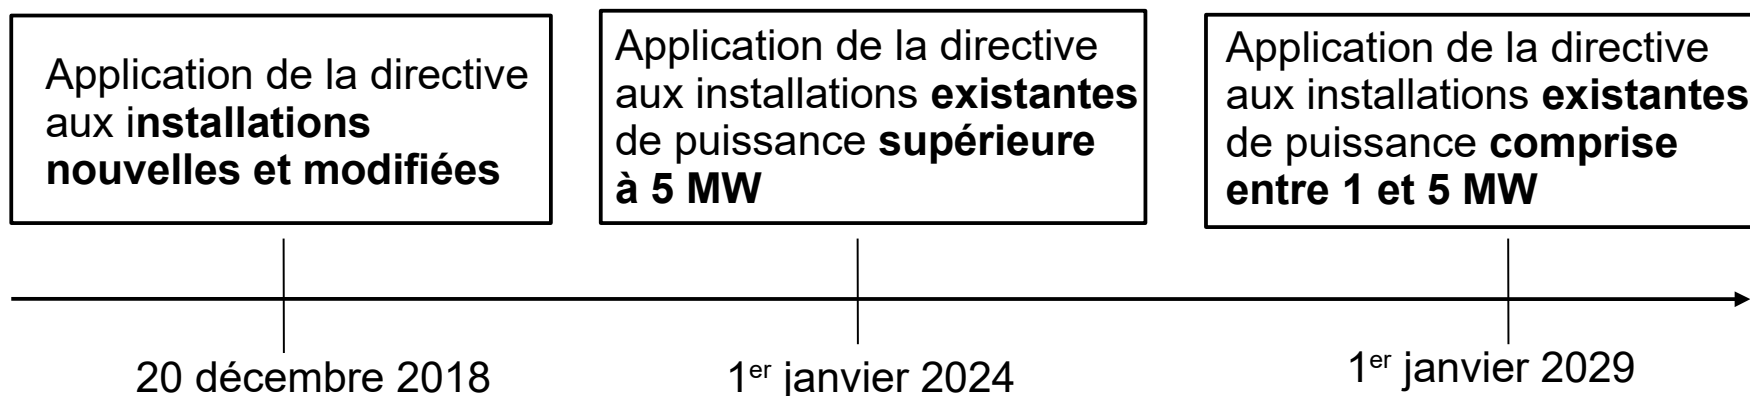 Application de la directive
aux installations
nouvelles et modifiées
Application de la directive
aux installations existantes
de puissance supérieure
à 5 MW
Application de la directive
aux installations existantes
de puissance comprise
entre 1 et 5 MW
20 décembre 2018
1er janvier 2024
1er janvier 2029